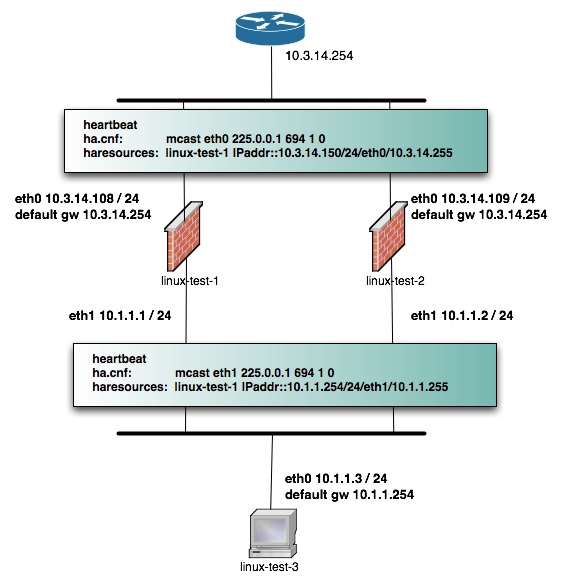 10.3.14.254
heartbeat
ha.cnf: mcast eth0 225.0.0.1 694 1 0
haresources: linux-test-1 IPaddr::10.3.14.150/24/eth0/10.3.14.255
eth0 10.3.14.108 / 24
default gw 10.3.14.254
eth0 10.3.14.109 / 24
default gw 10.3.14.254
linux-test-1
linux-test-2
eth1 10.1.1.1 / 24
eth1 10.1.1.2 / 24
heartbeat
ha.cnf: mcast eth1 225.0.0.1 694 1 0
haresources: linux-test-1 IPaddr::10.1.1.254/24/eth1/10.1.1.255
eth0 10.1.1.3 / 24
default gw 10.1.1.254
linux-test-3